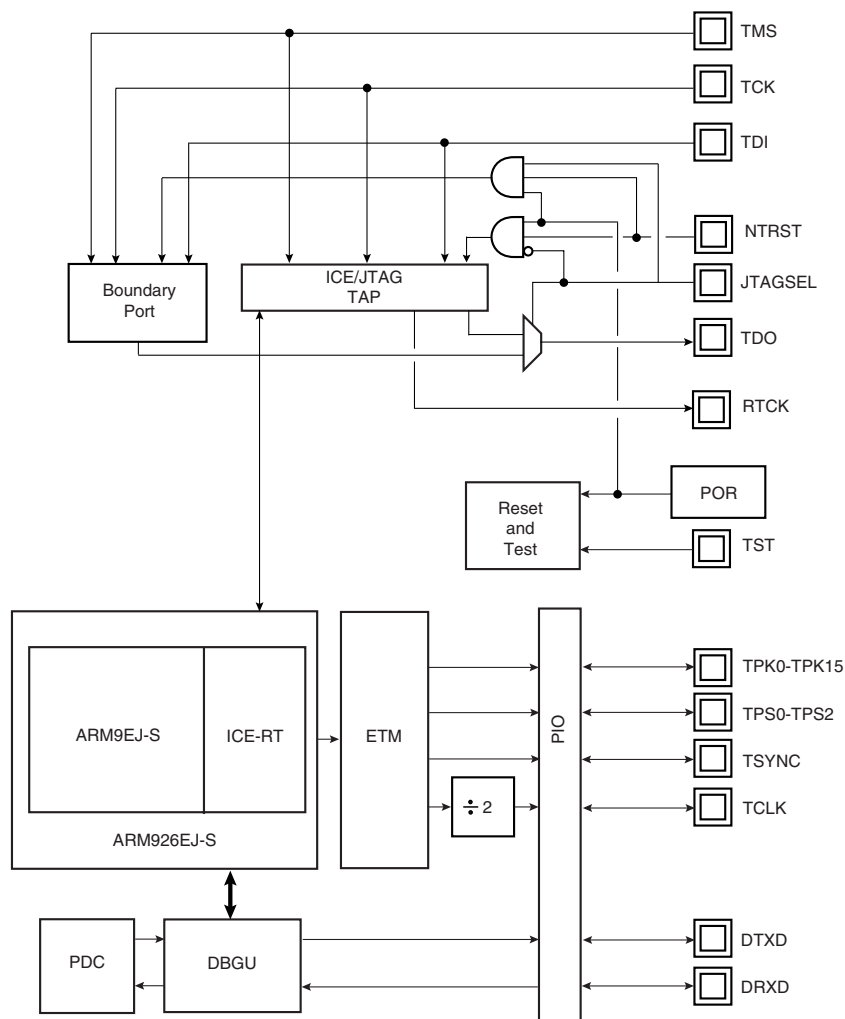 TMS
TCK
TDI
NTRST
JTAGSEL
TDO
RTCK
Boundary
Port
ICE/JTAG
TAP
POR
Reset
and
Test
TST
ARM9EJ-S
ICE-RT
ARM926EJ-S
ETM
÷ 2
PIO
TPK0-TPK15
TPS0-TPS2
TSYNC
TCLK
PDC
DBGU
DTXD
DRXD